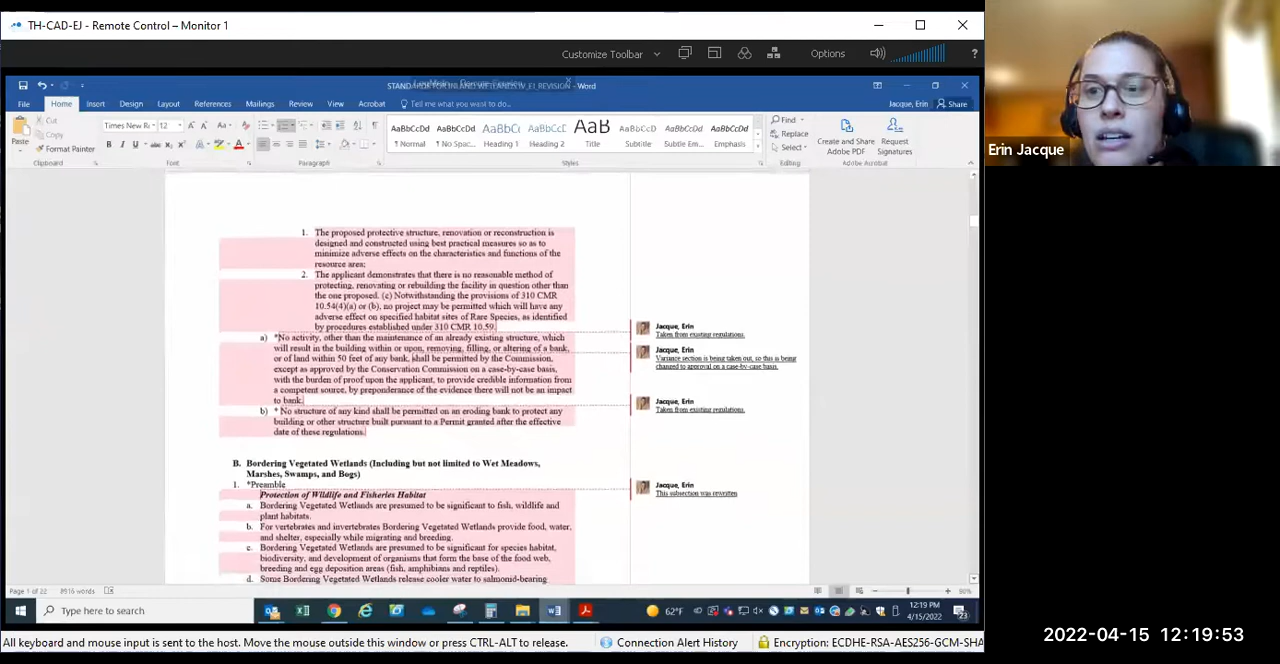 TH-CAD-EJ - Remote Control – Monitor 1
Customize Toolbar
Options
?
- Word
File
Home
Insert
Design
Layout
References
Mailings
Review
View
Acrobat
Tell me what you want to do...
Jacque, Erin
Share
Paste
Cut
Copy
Format Painter
Clipboard
Times New Ro
12
Font
Paragraph
AaBbCcDd
AaBbCcDd
AaBbC
AaBbCcD
AaB
AaBbCcD
AaBbCcDd
AaBbCcDd
¶ Normal
¶ No Spac...
Heading 1
Heading 2
Title
Subtitle
Subtle Em...
Emphasis
Styles
Find
Replace
Select
Editing
Create and Share
Adobe PDF
Request
Signatures
Adobe Acrobat
1. The proposed protective structure, renovation or reconstruction is
designed and constructed using best practical measures so as to
minimize adverse effects on the characteristics and functions of the
resource area;
2. The applicant demonstrates that there is no reasonable method of
protecting, renovating or rebuilding the facility in question other than
the one proposed. (c) Notwithstanding the provisions of 310 CMR
10.54(4)(a) or (b), no project may be permitted which will have any
adverse effect on specified habitat sites of Rare Species, as identified
by procedures established under 310 CMR 10.59.
a) *No activity, other than the maintenance of an already existing structure, which
will result in the building within or upon, removing, filling, or altering of a bank,
or of land within 50 feet of any bank, shall be permitted by the Commission,
except as approved by the Conservation Commission on a case-by-case basis,
with the burden of proof upon the applicant, to provide credible information from
a competent source, by preponderance of the evidence there will not be an impact
to bank.
b) * No structure of any kind shall be permitted on an eroding bank to protect any
building or other structure built pursuant to a Permit granted after the effective
date of these regulations.
B. Bordering Vegetated Wetlands (Including but not limited to Wet Meadows,
Marshes, Swamps, and Bogs)
1. *Preamble
Protection of Wildlife and Fisheries Habitat
a. Bordering Vegetated Wetlands are presumed to be significant to fish, wildlife and
plant habitats.
b. For vertebrates and invertebrates Bordering Vegetated Wetlands provide food, water,
and shelter, especially while migrating and breeding.
c. Bordering Vegetated Wetlands are presumed to be significant for species habitat,
biodiversity, and development of organisms that form the base of the food web,
breeding and egg deposition areas (fish, amphibians and reptiles).
d. Some Bordering Vegetated Wetlands release cooler water to salmonid-bearing
Jacque, Erin
Taken from existing regulations.
Jacque, Erin
Variance section is being taken out, so this is being
changed to approval on a case-by-case basis.
Jacque, Erin
Taken from existing regulations.
Jacque, Erin
This subsection was rewritten
Page 1 of 22
8916 words
90%
Type here to search
62°F
12:19 PM
4/15/2022
23
All keyboard and mouse input is sent to the host. Move the mouse outside this window or press CTRL-ALT to release.
Connection Alert History
Encryption: ECDHE-RSA-AES256-GCM-SHA
Erin Jacque
2022-04-15 12:19:53